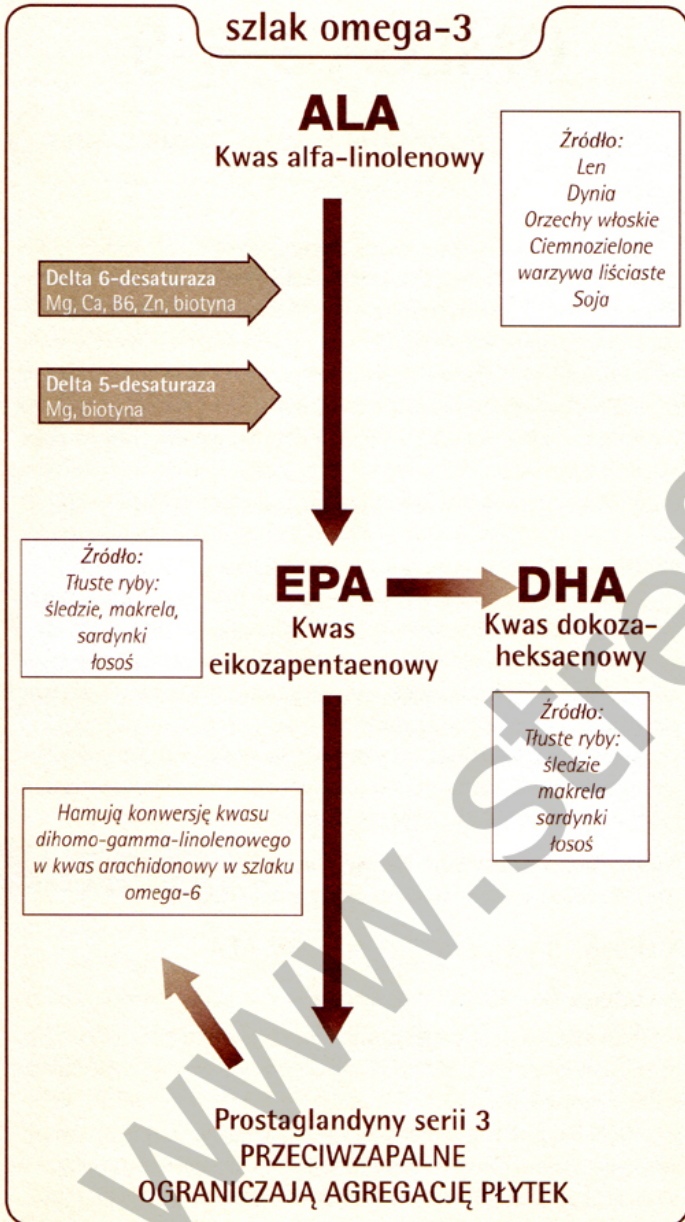 szlak omega-3
ALA
Kwas alfa-linolenowy
Źródło:
Len
Dynia
Orzechy włoskie
Ciemnozielone
warzywa liściaste
Soja
Delta 6-desaturaza
Mg, Ca, B6, Zn, biotyna
Delta 5-desaturaza
Mg, biotyna
Źródło:
Tłuste ryby:
śledzie, makrela,
sardynki
łosoś
EPA
Kwas
eikozapentaenowy
DHA
Kwas dokoza-
heksaenowy
Źródło:
Tłuste ryby:
śledzie
makrela
sardynki
łosoś
Hamują konwersję kwasu
dihomo-gamma-linolenowego
w kwas arachidonowy w szlaku
omega-6
Prostaglandyny serii 3
PRZECIWZAPALNE
OGRANICZAJĄ AGREGACJĘ PŁYTEK